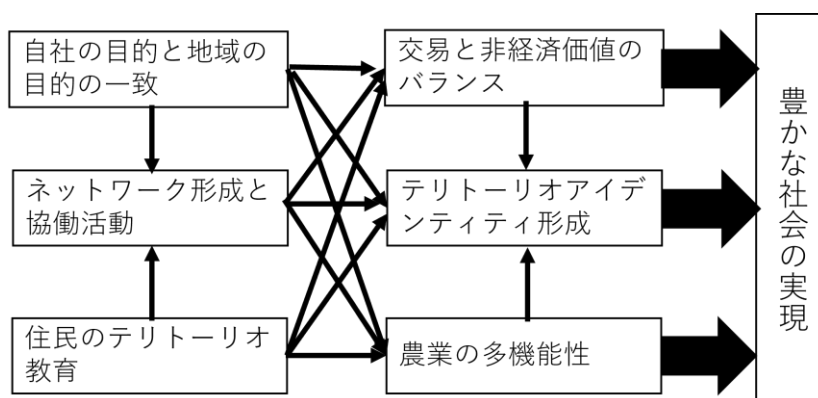 自社の目的と地域の
目的の一致
交易と非経済価値の
バランス
ネットワーク形成と
協働活動
テリトーリオアイデ
ンティティ形成
住民のテリトーリオ
教育
農業の多機能性
豊かな社会の実現